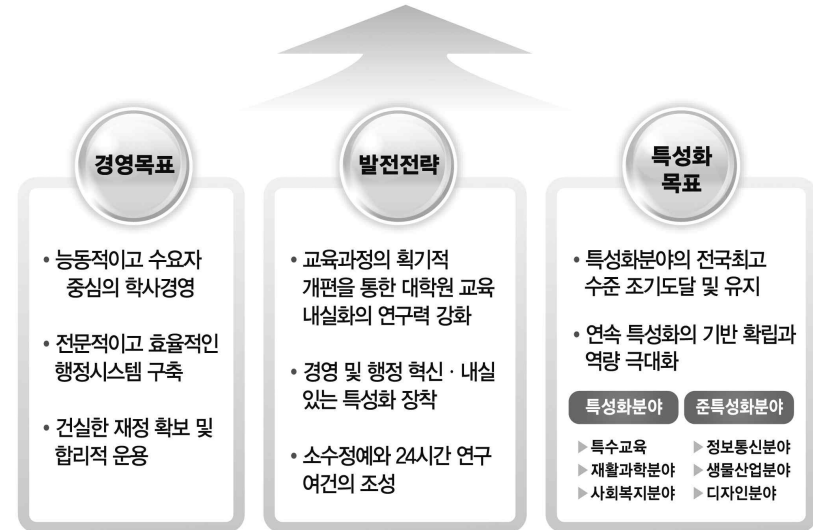 경영목표
• 능동적이고 수요자
중심의 학사경영
• 전문적이고 효율적인
행정시스템 구축
• 건실한 재정 확보 및
합리적 운용
발전전략
• 교육과정의 획기적
개편을 통한 대학원 교육
내실화의 연구력 강화
• 경영 및 행정 혁신 · 내실
있는 특성화 장착
• 소수정예와 24시간 연구
여건의 조성
특성화
목표
• 특성화분야의 전국최고
수준 조기도달 및 유지
• 연속 특성화의 기반 확립과
역량 극대화
특성화분야
▶특수교육
▶재활과학분야
▶사회복지분야
준특성화분야
▶정보통신분야
▶생물산업분야
▶디자인분야